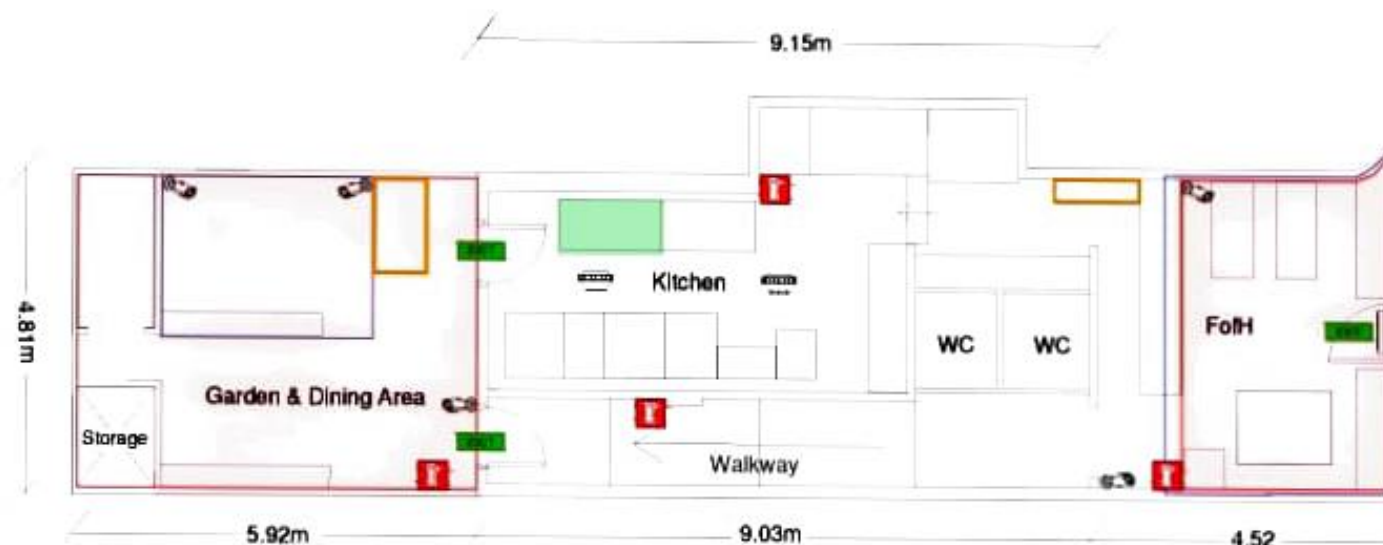 9.15m
4.81m
Kitchen
WC
WC
FofH
Garden & Dining Area
Storage
Walkway
5.92m
9.03m
4.52